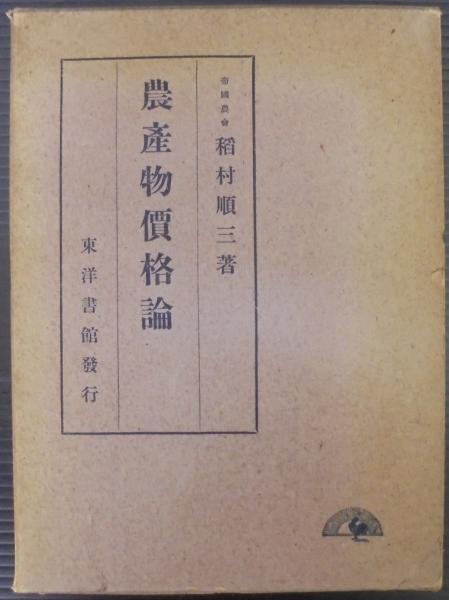 帝國農會 稻村順三著
農產物價格論
東洋書館發行